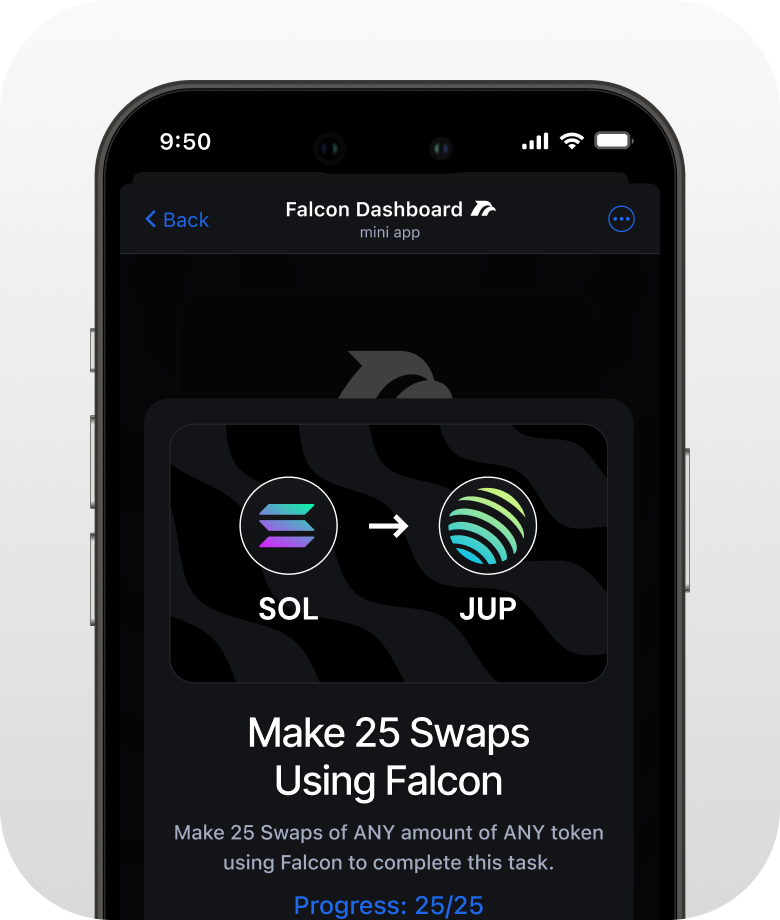 9:50
Back
Falcon Dashboard
mini app
SOL
JUP
Make 25 Swaps
Using Falcon
Make 25 Swaps of ANY amount of ANY token
using Falcon to complete this task.
Progress: 25/25